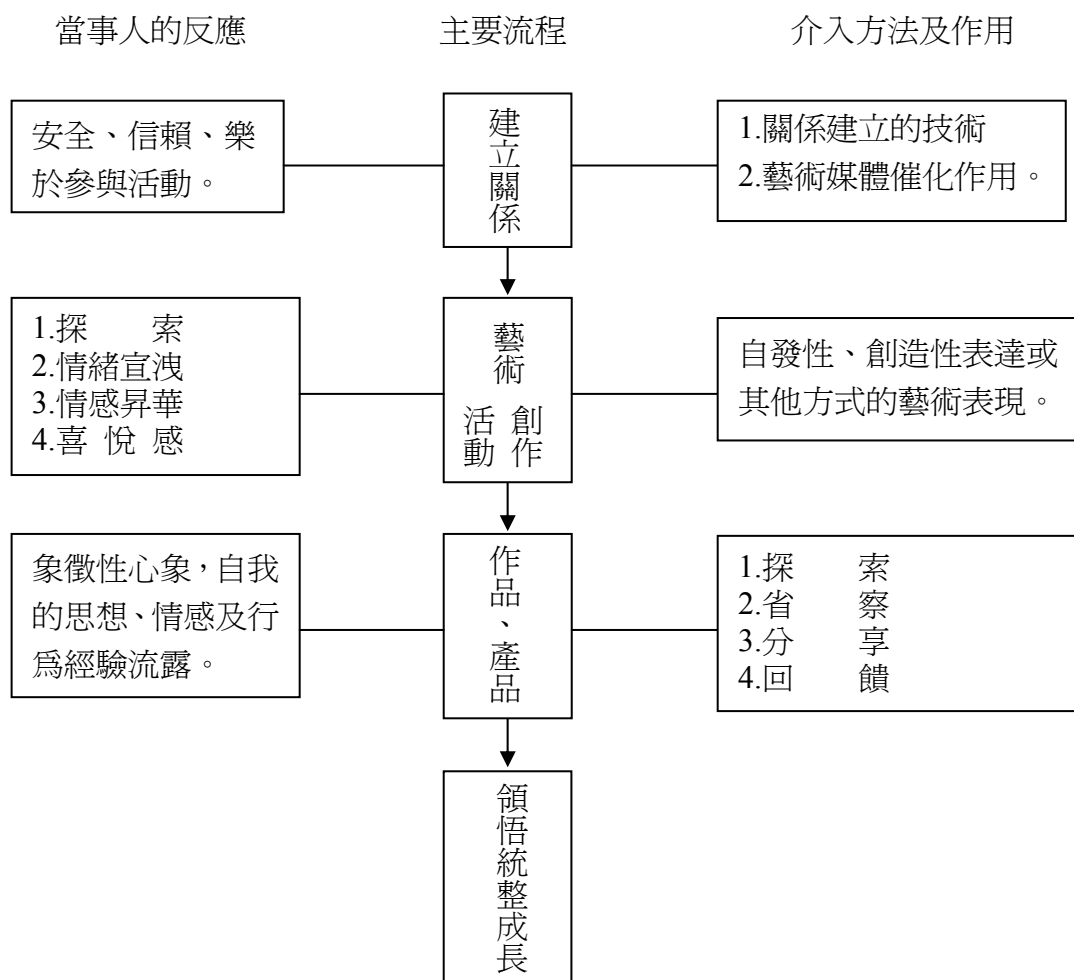 當事人的反應
主要流程
介入方法及作用
安全、信賴、樂
於參與活動。
建立關係
1.關係建立的技術
2.藝術媒體催化作用。
1.探 索
2.情緒宣洩
3.情感昇華
4.喜 悅 感
藝術
創作
活動
自發性、創造性表達或
其他方式的藝術表現。
象徵性心象，自我
的思想、情感及行
為經驗流露。
作品、產品
1.探 索
2.省 察
3.分 享
4.回 饋
領悟統整成長